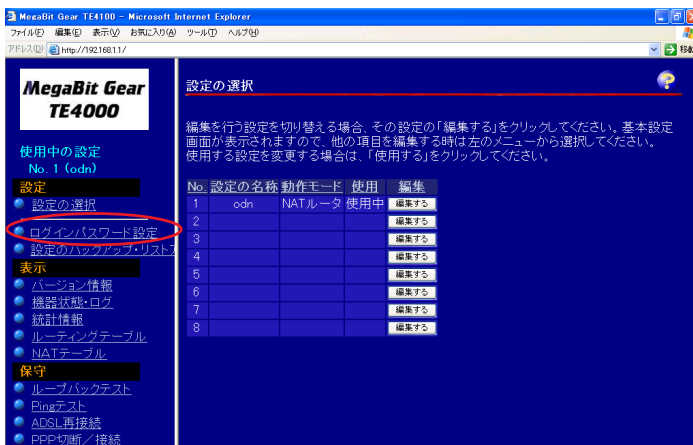 MegaBit Gear TE4100 - Microsoft Internet Explorer
ファイル(F) 編集(E) 表示(V) お気に入り(A) ツール(T) ヘルプ(H)
アドレス(D) http://192.168.1.1/ 移動
MegaBit Gear
TE4000
使用中の設定
No. 1 (odn)
設定
設定の選択
ログインパスワード設定
設定のバックアップ・リストア
表示
バージョン情報
機器状態・ログ
統計情報
ルーティングテーブル
NATテーブル
保守
ループバックテスト
Pingテスト
ADSL再接続
PPP切断／接続
設定の選択
編集を行う設定を切り替える場合、その設定の「編集する」をクリックしてください。基本設定
画面が表示されますので、他の項目を編集する時は左のメニューから選択してください。
使用する設定を変更する場合は、「使用する」をクリックしてください。
No. 設定の名称 動作モード 使用 編集
1 odn NATルータ 使用中 編集する
2 編集する
3 編集する
4 編集する
5 編集する
6 編集する
7 編集する
8 編集する